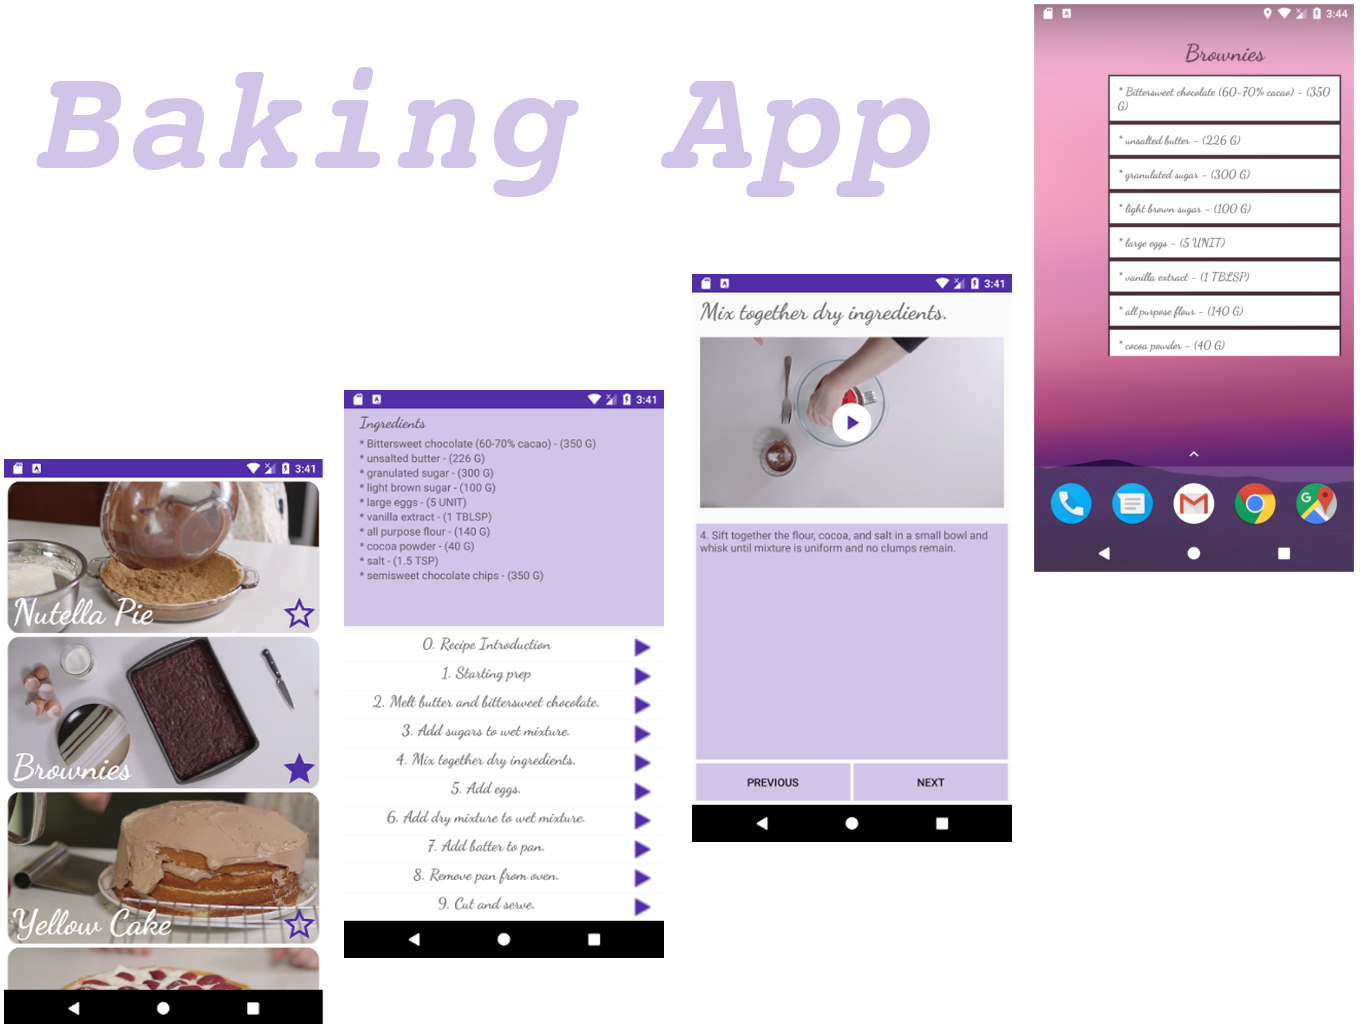 Baking App
3:41
Nutella Pie
Brownies
Yellow Cake
3:41
Ingredients
* Bittersweet chocolate (60-70% cacao) - (350 G)
* unsalted butter - (226 G)
* granulated sugar - (300 G)
* light brown sugar - (100 G)
* large eggs - (5 UNIT)
* vanilla extract - (1 TBLSP)
* all purpose flour - (140 G)
* cocoa powder - (40 G)
* salt - (1.5 TSP)
* semisweet chocolate chips - (350 G)
0. Recipe Introduction
1. Starting prep
2. Melt butter and bittersweet chocolate.
3. Add sugars to wet mixture.
4. Mix together dry ingredients.
5. Add eggs.
6. Add dry mixture to wet mixture.
7. Add batter to pan.
8. Remove pan from oven.
9. Cut and serve.
3:41
Mix together dry ingredients.
4. Sift together the flour, cocoa, and salt in a small bowl and
whisk until mixture is uniform and no clumps remain.
PREVIOUS NEXT
3:44
Brownies
* Bittersweet chocolate (60-70% cacao) - (350
G)
* unsalted butter - (226 G)
* granulated sugar - (300 G)
* light brown sugar - (100 G)
* large eggs - (5 UNIT)
* vanilla extract - (1 TBLSP)
* all purpose flour - (140 G)
* cocoa powder - (40 G)